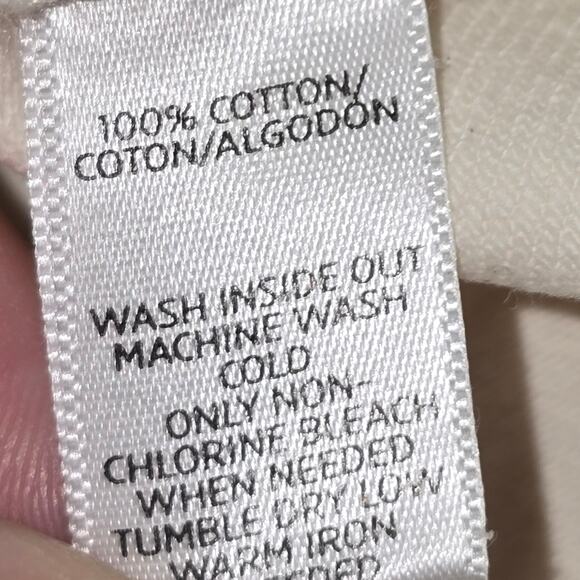 100% COTTON/
COTON/ALGODÓN
WASH INSIDE OUT
MACHINE WASH
COLD
ONLY NON-
CHLORINE BLEACH
WHEN NEEDED
TUMBLE DRY LOW
WARM IRON